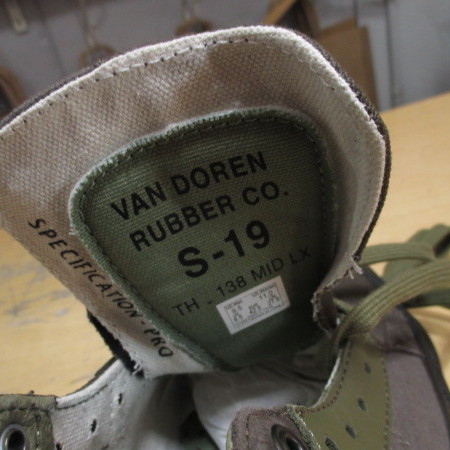 VAN DOREN
RUBBER CO.
S-19
TH - 138 MID LX
SPECIFICATION - PRO